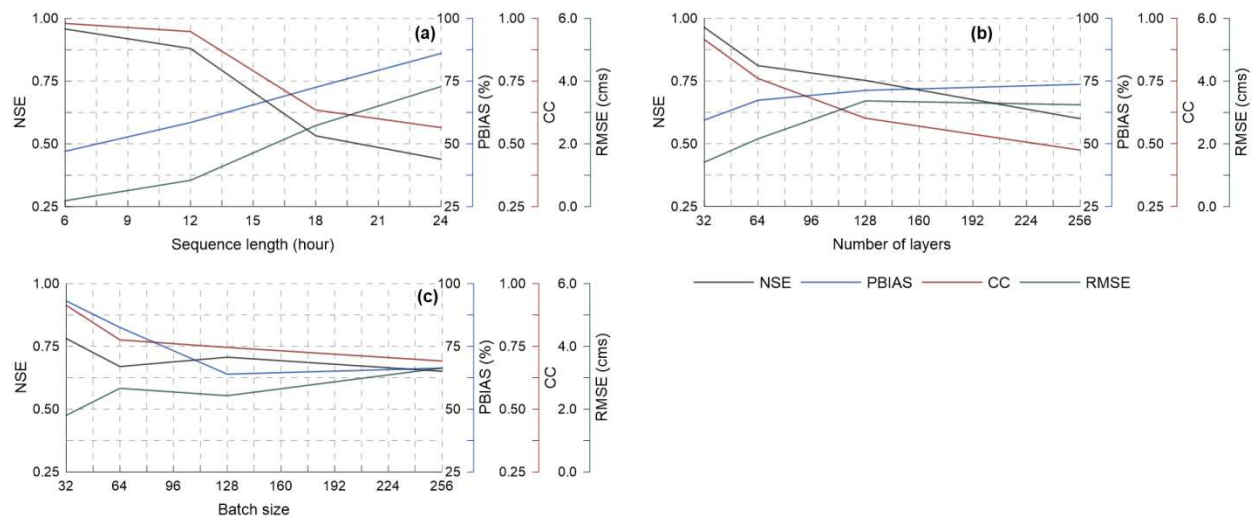 1.00 (a) 100 1.00 6.0
0.75 75 0.75 4.0
0.50 50 0.50 2.0
0.25 25 0.25 0.0
NSE PBIAS (%) CC RMSE (cms)
6 9 12 15 18 21 24
Sequence length (hour)
1.00 (b) 100 1.00 6.0
0.75 75 0.75 4.0
0.50 50 0.50 2.0
0.25 25 0.25 0.0
NSE PBIAS (%) CC RMSE (cms)
32 64 96 128 160 192 224 256
Number of layers
1.00 (c) 100 1.00 6.0
0.75 75 0.75 4.0
0.50 50 0.50 2.0
0.25 25 0.25 0.0
NSE PBIAS (%) CC RMSE (cms)
32 64 96 128 160 192 224 256
Batch size
NSE PBIAS CC RMSE